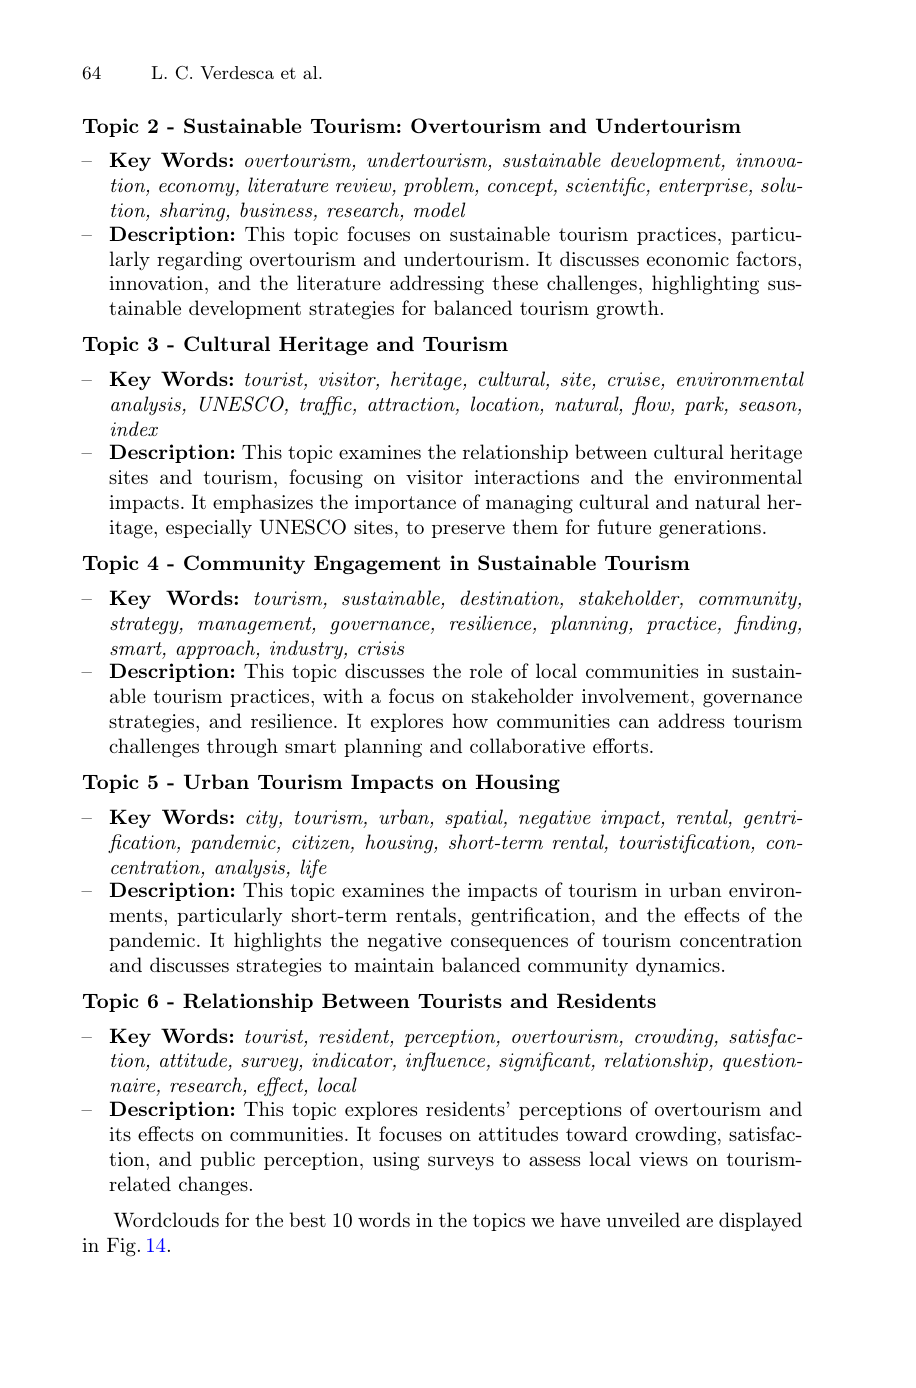 64 L. C. Verdesca et al.
Topic 2 - Sustainable Tourism: Overtourism and Undertourism
– Key Words: overtourism, undertourism, sustainable development, innova-
tion, economy, literature review, problem, concept, scientific, enterprise, solu-
tion, sharing, business, research, model
– Description: This topic focuses on sustainable tourism practices, particu-
larly regarding overtourism and undertourism. It discusses economic factors,
innovation, and the literature addressing these challenges, highlighting sus-
tainable development strategies for balanced tourism growth.
Topic 3 - Cultural Heritage and Tourism
– Key Words: tourist, visitor, heritage, cultural, site, cruise, environmental
analysis, UNESCO, traffic, attraction, location, natural, flow, park, season,
index
– Description: This topic examines the relationship between cultural heritage
sites and tourism, focusing on visitor interactions and the environmental
impacts. It emphasizes the importance of managing cultural and natural her-
itage, especially UNESCO sites, to preserve them for future generations.
Topic 4 - Community Engagement in Sustainable Tourism
– Key Words: tourism, sustainable, destination, stakeholder, community,
strategy, management, governance, resilience, planning, practice, finding,
smart, approach, industry, crisis
– Description: This topic discusses the role of local communities in sustain-
able tourism practices, with a focus on stakeholder involvement, governance
strategies, and resilience. It explores how communities can address tourism
challenges through smart planning and collaborative efforts.
Topic 5 - Urban Tourism Impacts on Housing
– Key Words: city, tourism, urban, spatial, negative impact, rental, gentri-
fication, pandemic, citizen, housing, short-term rental, touristification, con-
centration, analysis, life
– Description: This topic examines the impacts of tourism in urban environ-
ments, particularly short-term rentals, gentrification, and the effects of the
pandemic. It highlights the negative consequences of tourism concentration
and discusses strategies to maintain balanced community dynamics.
Topic 6 - Relationship Between Tourists and Residents
– Key Words: tourist, resident, perception, overtourism, crowding, satisfac-
tion, attitude, survey, indicator, influence, significant, relationship, question-
naire, research, effect, local
– Description: This topic explores residents' perceptions of overtourism and
its effects on communities. It focuses on attitudes toward crowding, satisfac-
tion, and public perception, using surveys to assess local views on tourism-
related changes.
Wordclouds for the best 10 words in the topics we have unveiled are displayed
in Fig. 14.